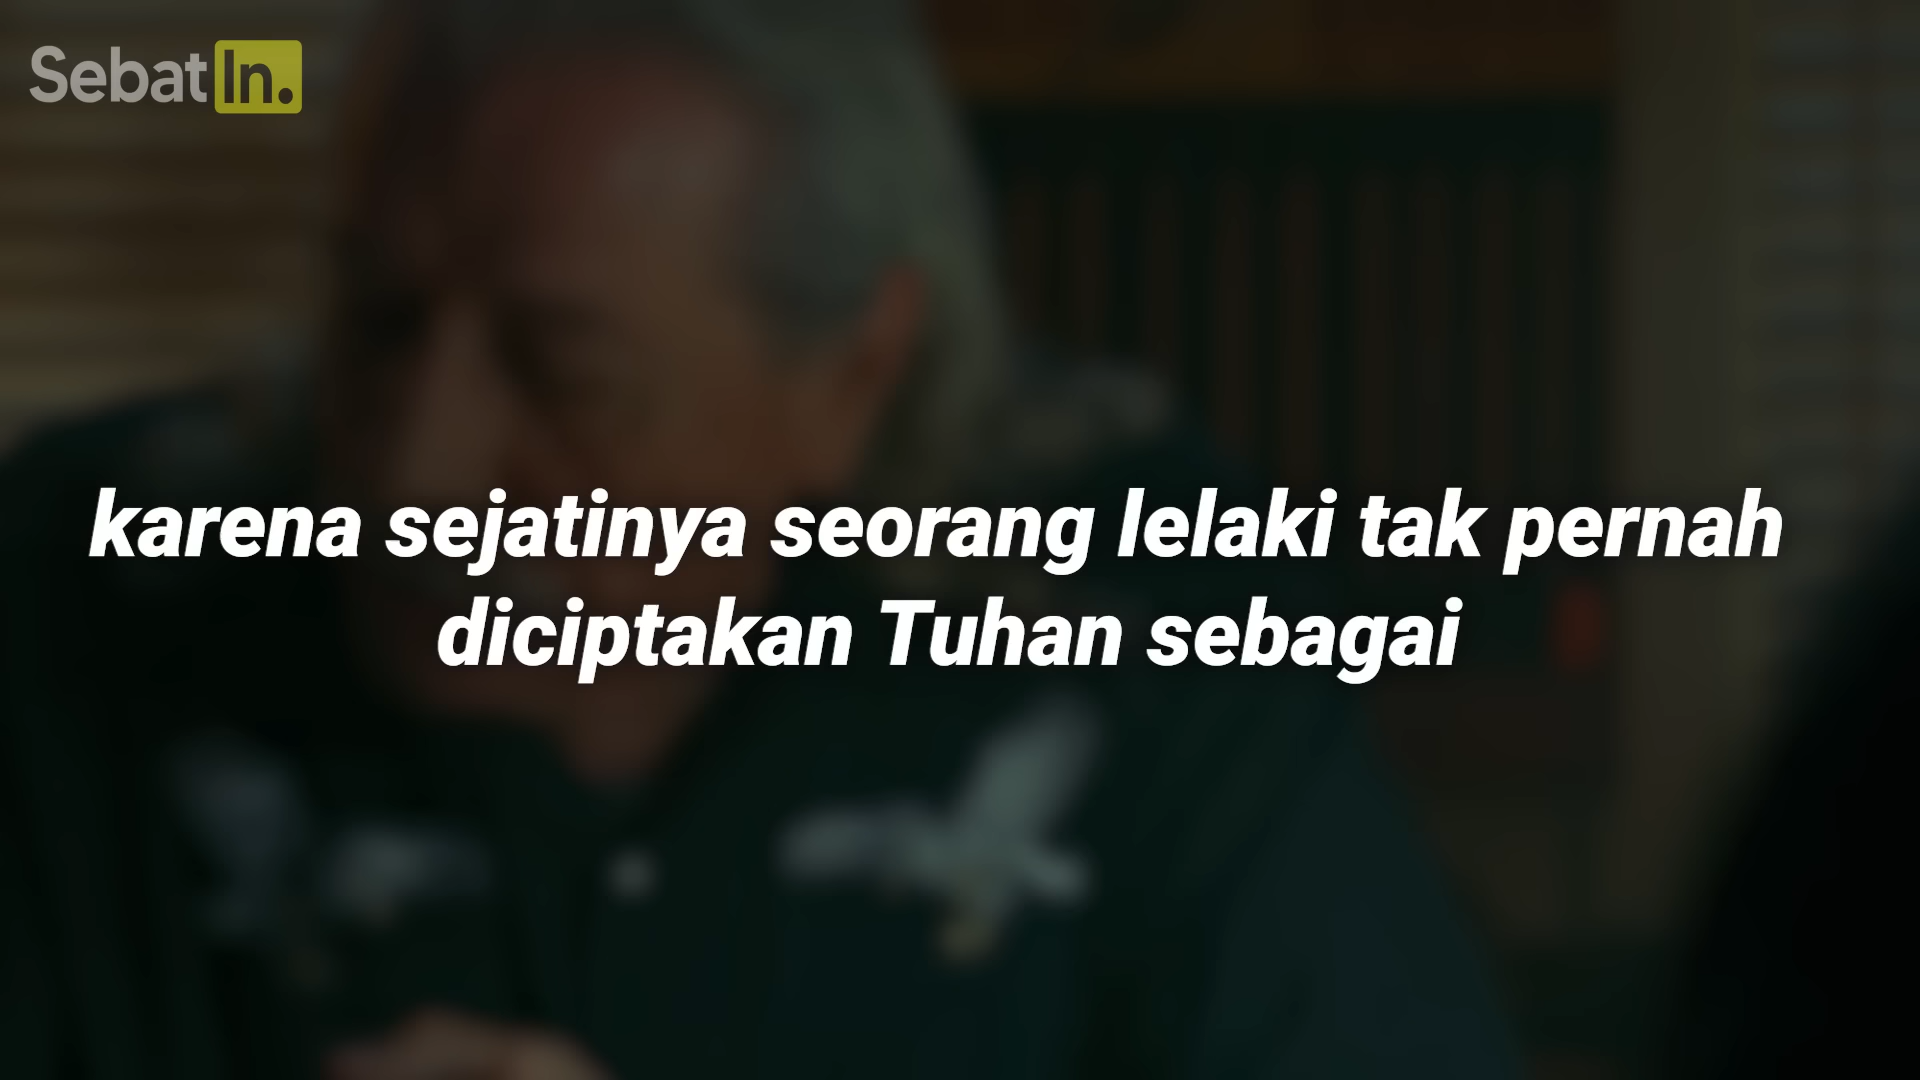 SebatIn.
karena sejatinya seorang lelaki tak pernah
diciptakan Tuhan sebagai